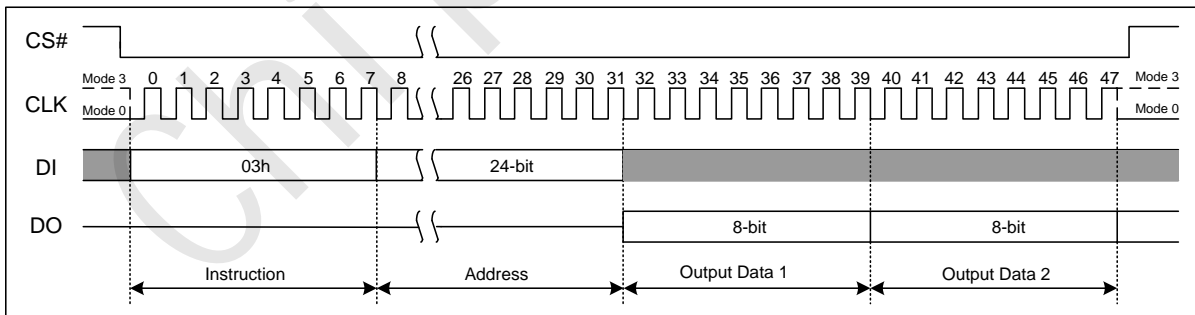 CS#
Mode 3 0 1 2 3 4 5 6 7 8 26 27 28 29 30 31 32 33 34 35 36 37 38 39 40 41 42 43 44 45 46 47 Mode 3
CLK
Mode 0 Mode 0
DI 03h 24-bit
DO 8-bit 8-bit
Instruction Address Output Data 1 Output Data 2